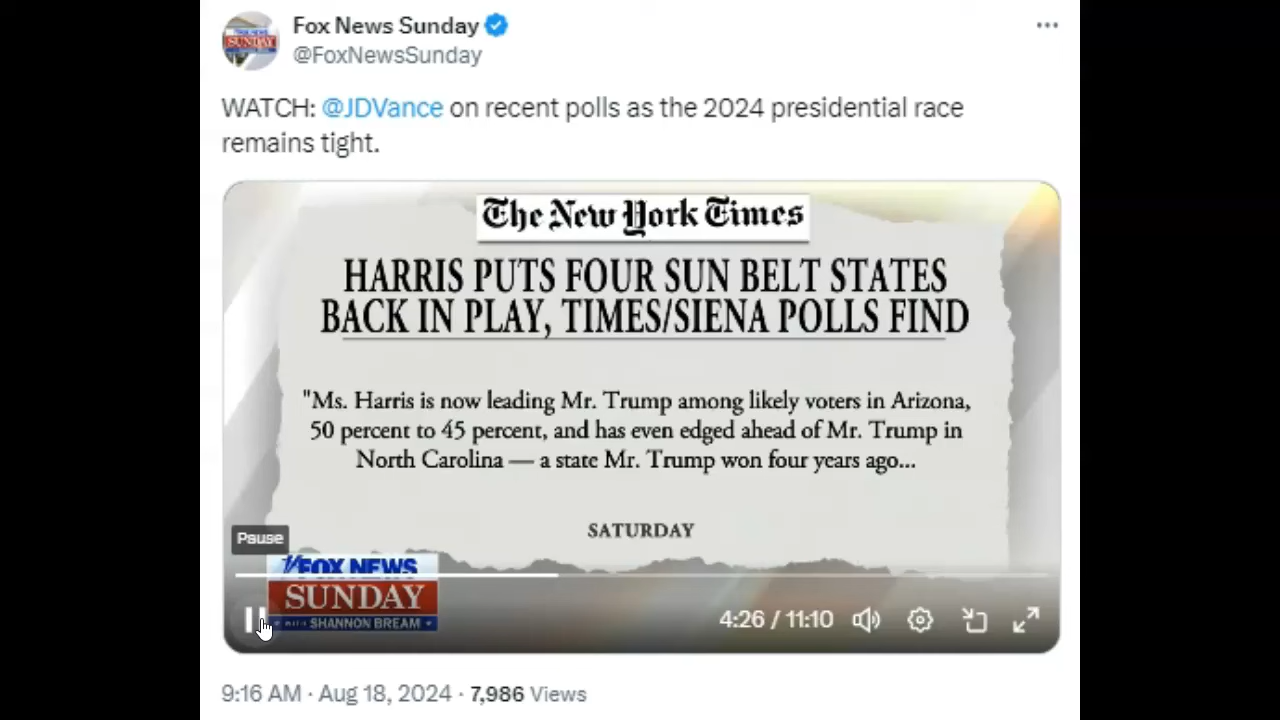 Fox News Sunday
@FoxNewsSunday
WATCH: @JDVance on recent polls as the 2024 presidential race
remains tight.
The New York Times
HARRIS PUTS FOUR SUN BELT STATES
BACK IN PLAY, TIMES/SIENA POLLS FIND
"Ms. Harris is now leading Mr. Trump among likely voters in Arizona,
50 percent to 45 percent, and has even edged ahead of Mr. Trump in
North Carolina — a state Mr. Trump won four years ago...
SATURDAY
Pause
FOX NEWS
SUNDAY
WITH SHANNON BREAM
4:26 / 11:10
9:16 AM · Aug 18, 2024 · 7,986 Views